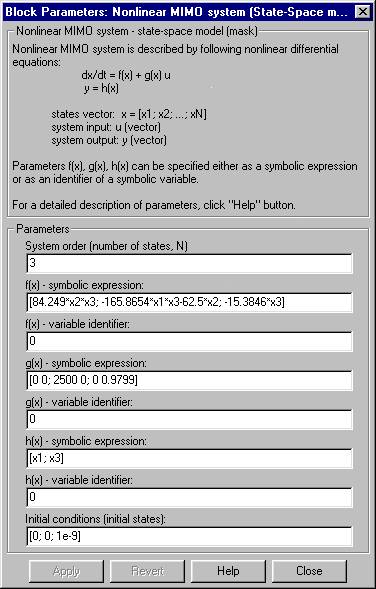 Block Parameters: Nonlinear MIMO system (State-Space m...
Nonlinear MIMO system - state-space model (mask)
Nonlinear MIMO system is described by following nonlinear differential
equations:
dx/dt = f(x) + g(x) u
y = h(x)
states vector: x = [x1; x2; ...; xN]
system input: u (vector)
system output: y (vector)
Parameters f(x), g(x), h(x) can be specified either as a symbolic expression
or as an identifier of a symbolic variable.
For a detailed description of parameters, click "Help" button.
Parameters
System order (number of states, N)
3
f(x) - symbolic expression:
[84.249*x2*x3; -165.8654*x1*x3-62.5*x2; -15.3846*x3]
f(x) - variable identifier:
0
g(x) - symbolic expression:
[0 0; 2500 0; 0 0.9799]
g(x) - variable identifier:
0
h(x) - symbolic expression:
[x1; x3]
h(x) - variable identifier:
0
Initial conditions (initial states):
[0; 0; 1e-9]
Apply Revert Help Close